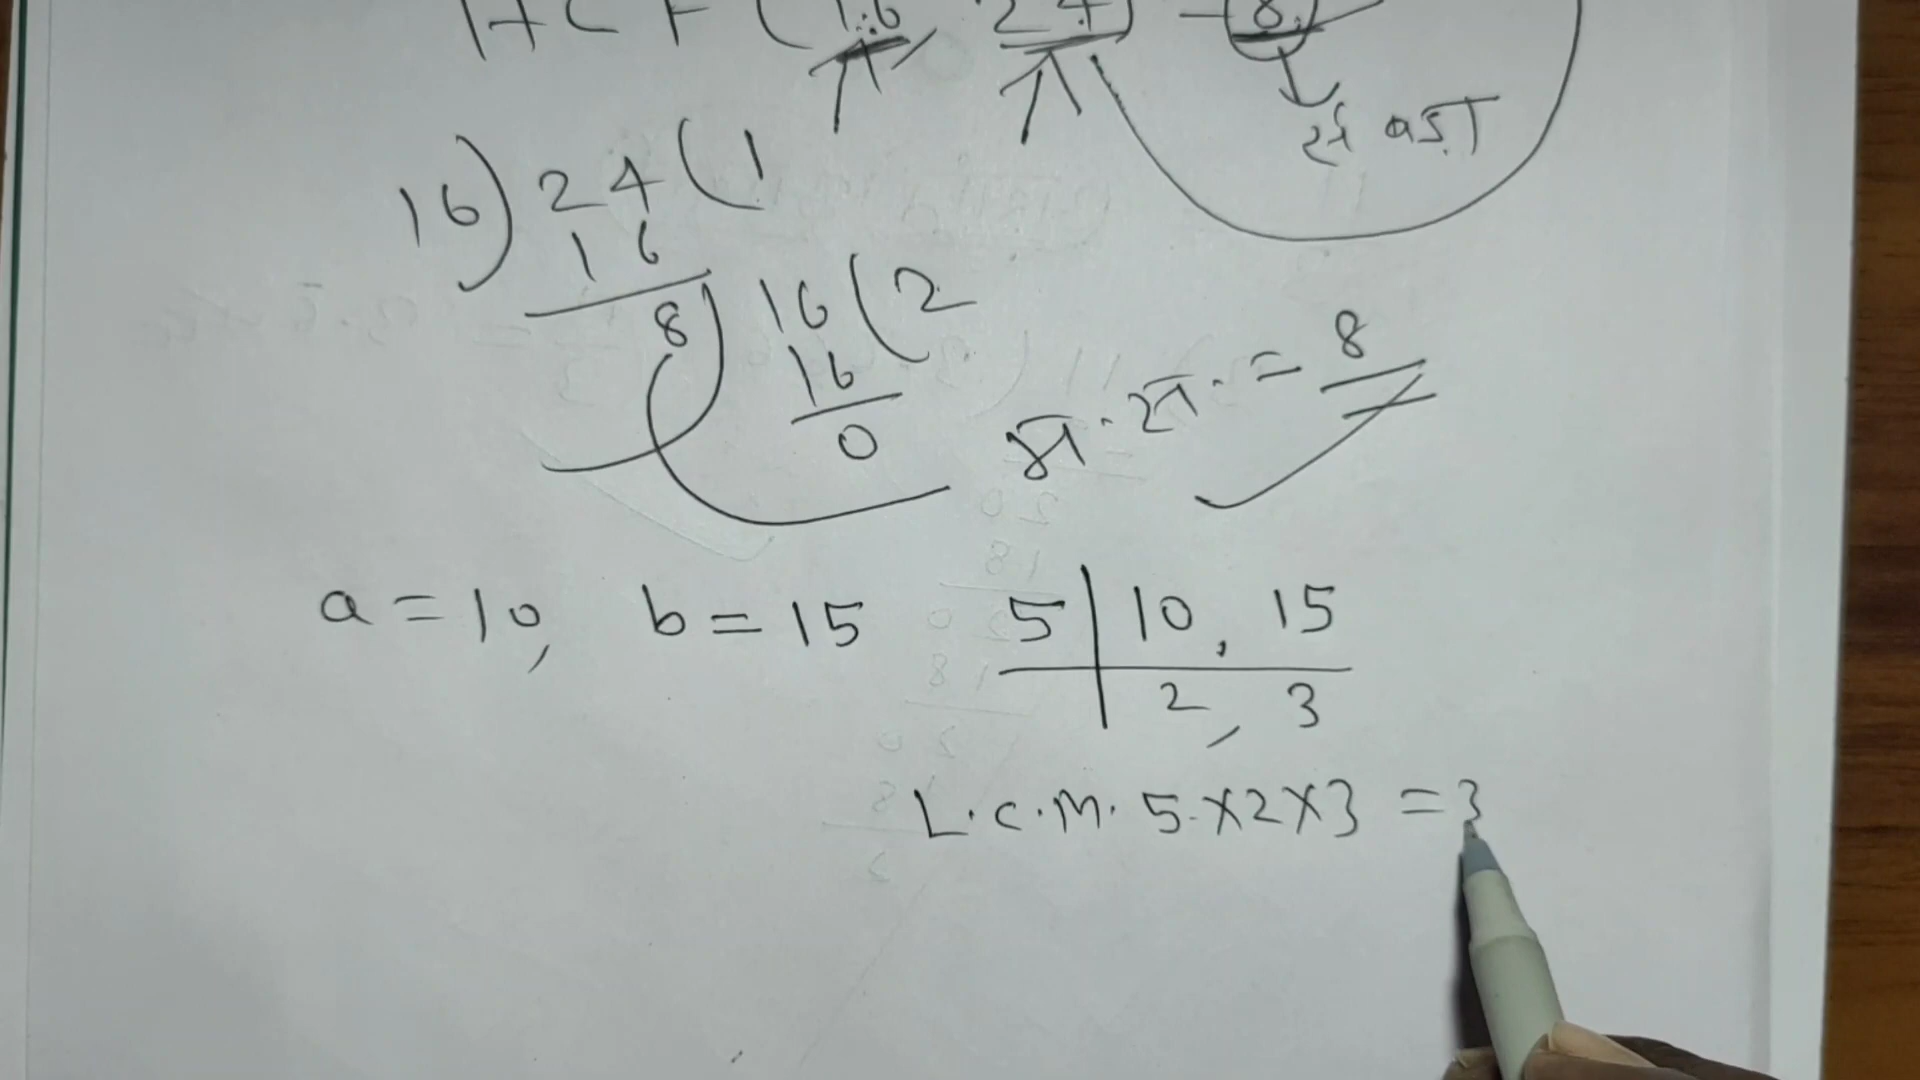 HCF (16, 24) = 8
16) 24 (1
16
8) 16 (2
16
0
= 8
a = 10, b = 15
5 | 10, 15
2, 3
L.C.M. 5 X 2 X 3 = 3